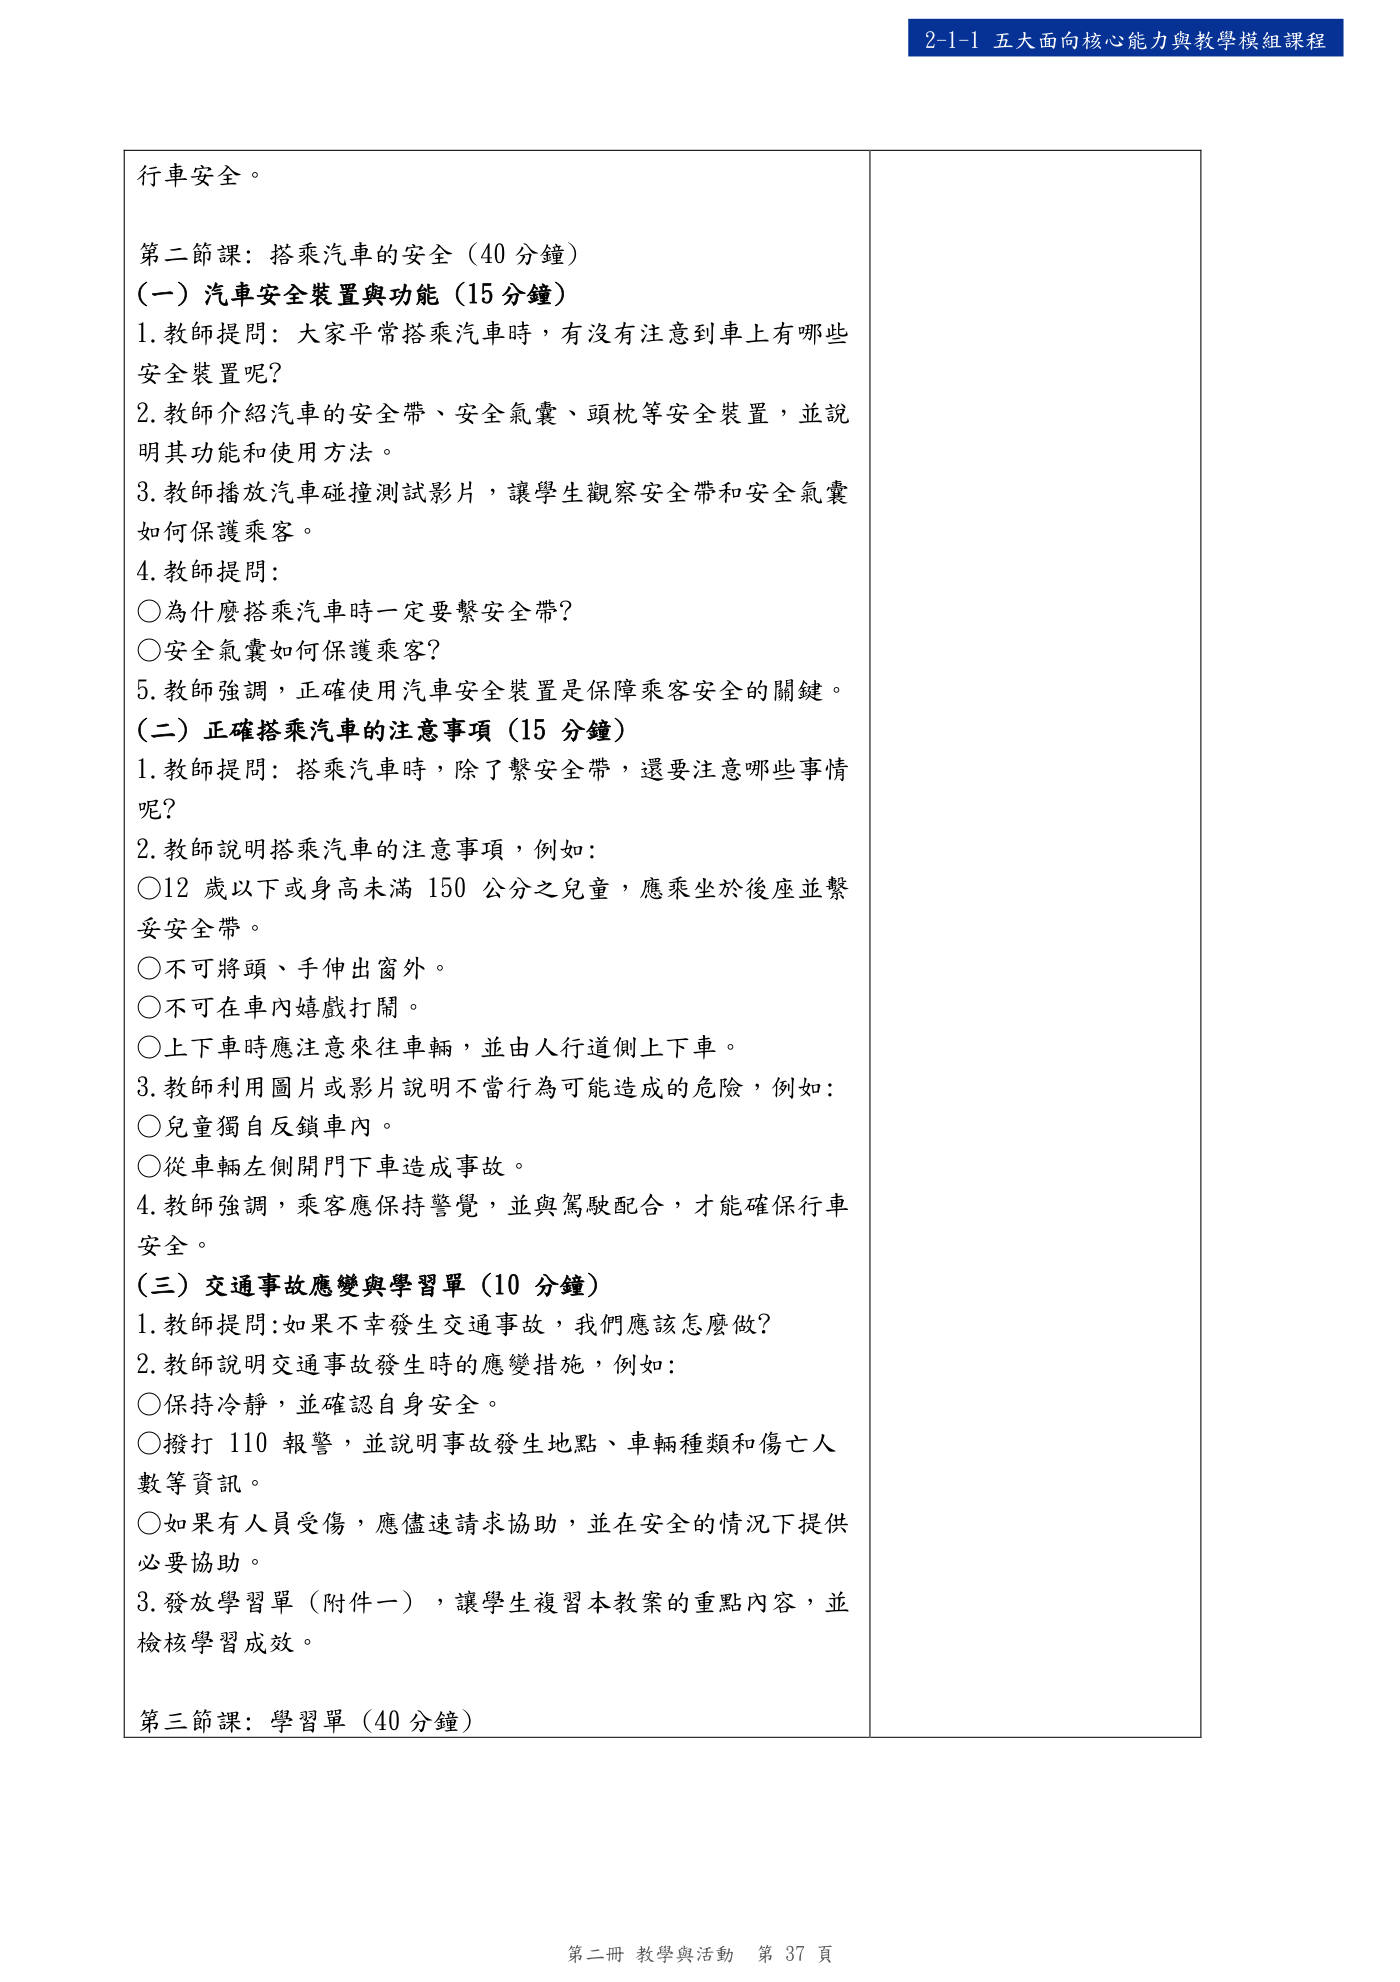 2-1-1 五大面向核心能力與教學模組課程
行車安全。
第二節課: 搭乘汽車的安全（40 分鐘）
（一）汽車安全裝置與功能（15 分鐘）
1.教師提問: 大家平常搭乘汽車時，有沒有注意到車上有哪些
安全裝置呢?
2.教師介紹汽車的安全帶、安全氣囊、頭枕等安全裝置，並說
明其功能和使用方法。
3.教師播放汽車碰撞測試影片，讓學生觀察安全帶和安全氣囊
如何保護乘客。
4.教師提問:
○為什麼搭乘汽車時一定要繫安全帶?
○安全氣囊如何保護乘客?
5.教師強調，正確使用汽車安全裝置是保障乘客安全的關鍵。
（二）正確搭乘汽車的注意事項（15 分鐘）
1.教師提問: 搭乘汽車時，除了繫安全帶，還要注意哪些事情
呢?
2.教師說明搭乘汽車的注意事項，例如:
○12 歲以下或身高未滿 150 公分之兒童，應乘坐於後座並繫
妥安全帶。
○不可將頭、手伸出窗外。
○不可在車內嬉戲打鬧。
○上下車時應注意來往車輛，並由人行道側上下車。
3.教師利用圖片或影片說明不當行為可能造成的危險，例如:
○兒童獨自反鎖車內。
○從車輛左側開門下車造成事故。
4.教師強調，乘客應保持警覺，並與駕駛配合，才能確保行車
安全。
（三）交通事故應變與學習單（10 分鐘）
1.教師提問:如果不幸發生交通事故，我們應該怎麼做?
2.教師說明交通事故發生時的應變措施，例如:
○保持冷靜，並確認自身安全。
○撥打 110 報警，並說明事故發生地點、車輛種類和傷亡人
數等資訊。
○如果有人員受傷，應儘速請求協助，並在安全的情況下提供
必要協助。
3.發放學習單（附件一），讓學生複習本教案的重點內容，並
檢核學習成效。
第三節課: 學習單（40 分鐘）
第二冊 教學與活動 第 37 頁